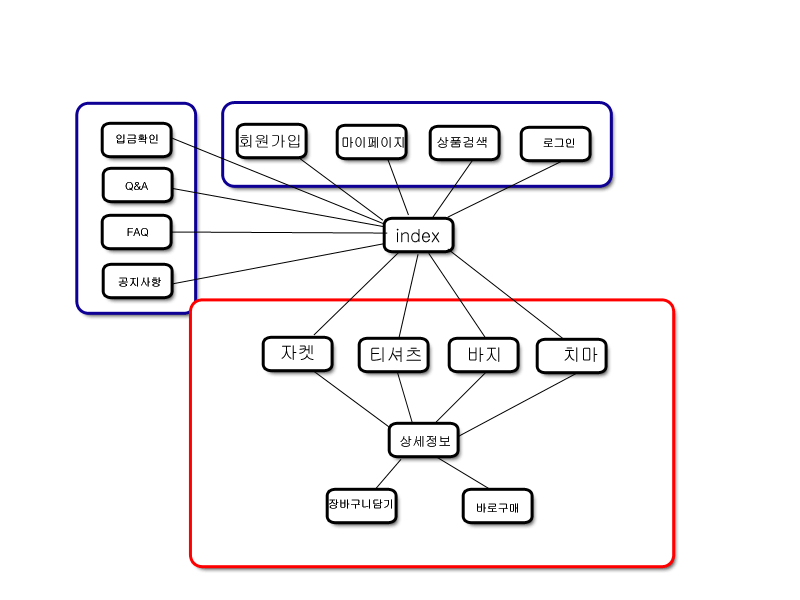 입금확인
Q&A
FAQ
공지사항
회원가입
마이페이지
상품검색
로그인
index
자켓
티셔츠
바지
치마
상세정보
장바구니담기
바로구매